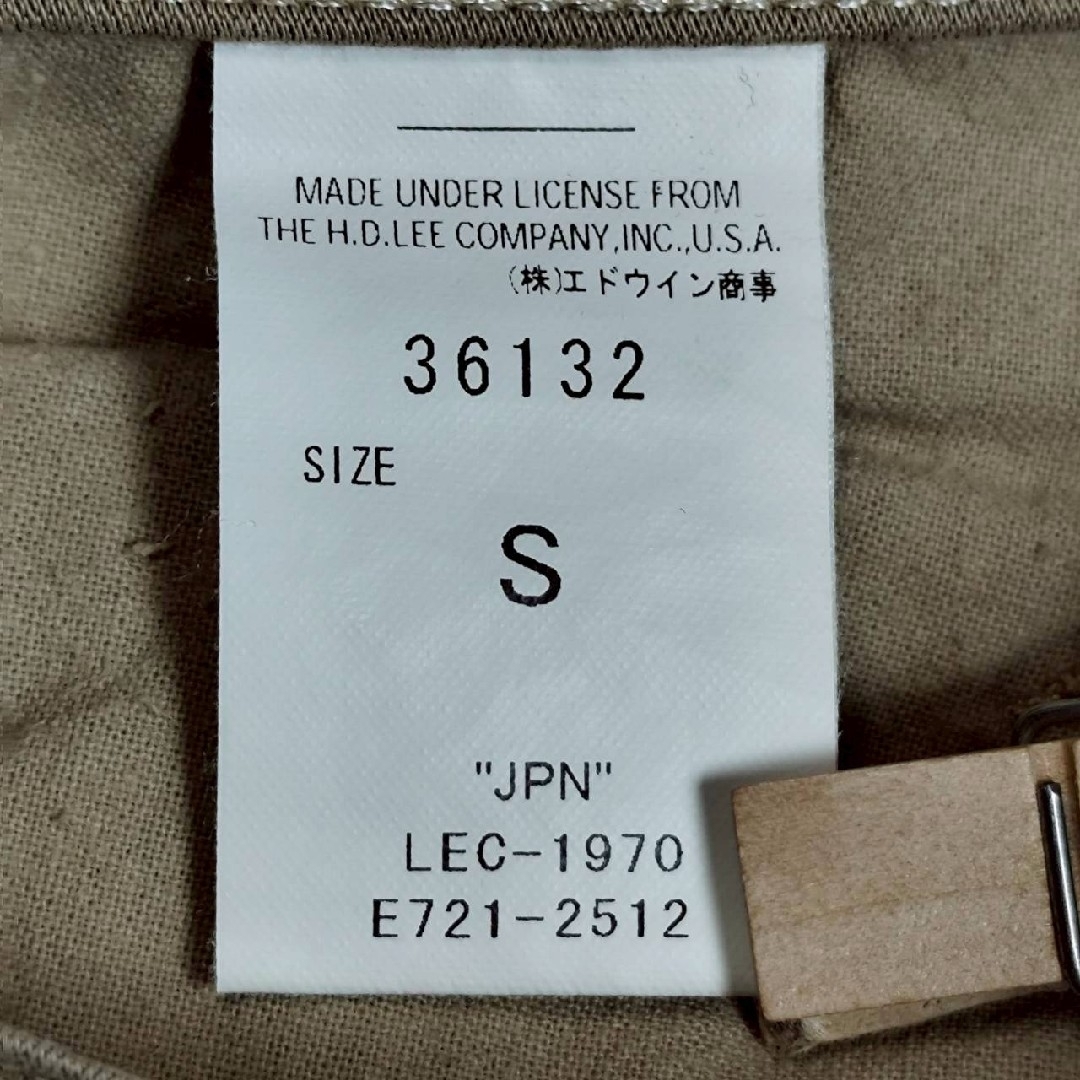 MADE UNDER LICENSE FROM
THE H.D.LEE COMPANY,INC.,U.S.A.
(株)エドウイン商事
36132
SIZE
S
"JPN"
LEC-1970
E721-2512